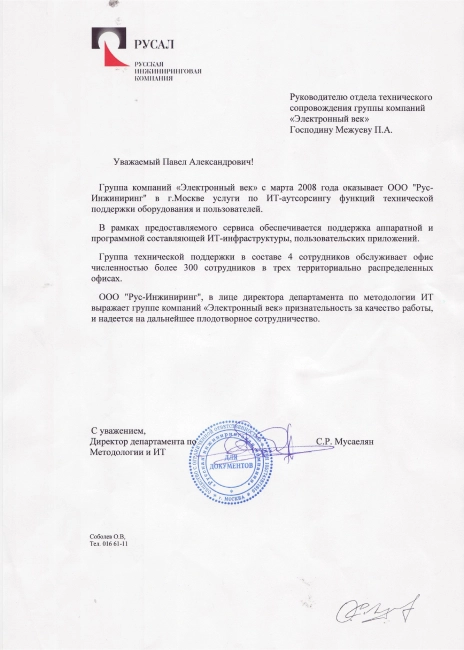 РУСАЛ
РУССКАЯ
ИНЖИНИРИНГОВАЯ
КОМПАНИЯ
Руководителю отдела технического
сопровождения группы компаний
«Электронный век»
Господину Межуеву П.А.
Уважаемый Павел Александрович!
Группа компаний «Электронный век» с марта 2008 года оказывает ООО "Рус-
Инжиниринг" в г.Москве услуги по ИТ-аутсорсингу функций технической
поддержки оборудования и пользователей.
В рамках предоставляемого сервиса обеспечивается поддержка аппаратной и
программной составляющей ИТ-инфраструктуры, пользовательских приложений.
Группа технической поддержки в составе 4 сотрудников обслуживает офис
численностью более 300 сотрудников в трех территориально распределенных
офисах.
ООО "Рус-Инжиниринг", в лице директора департамента по методологии ИТ
выражает группе компаний «Электронный век» признательность за качество работы,
и надеется на дальнейшее плодотворное сотрудничество.
С уважением,
Директор департамента по
Методологии и ИТ
С.Р. Мусаелян
ДЛЯ
ДОКУМЕНТОВ
г. МОСКВА
Соболев О.В.
Тел. 016 61-11